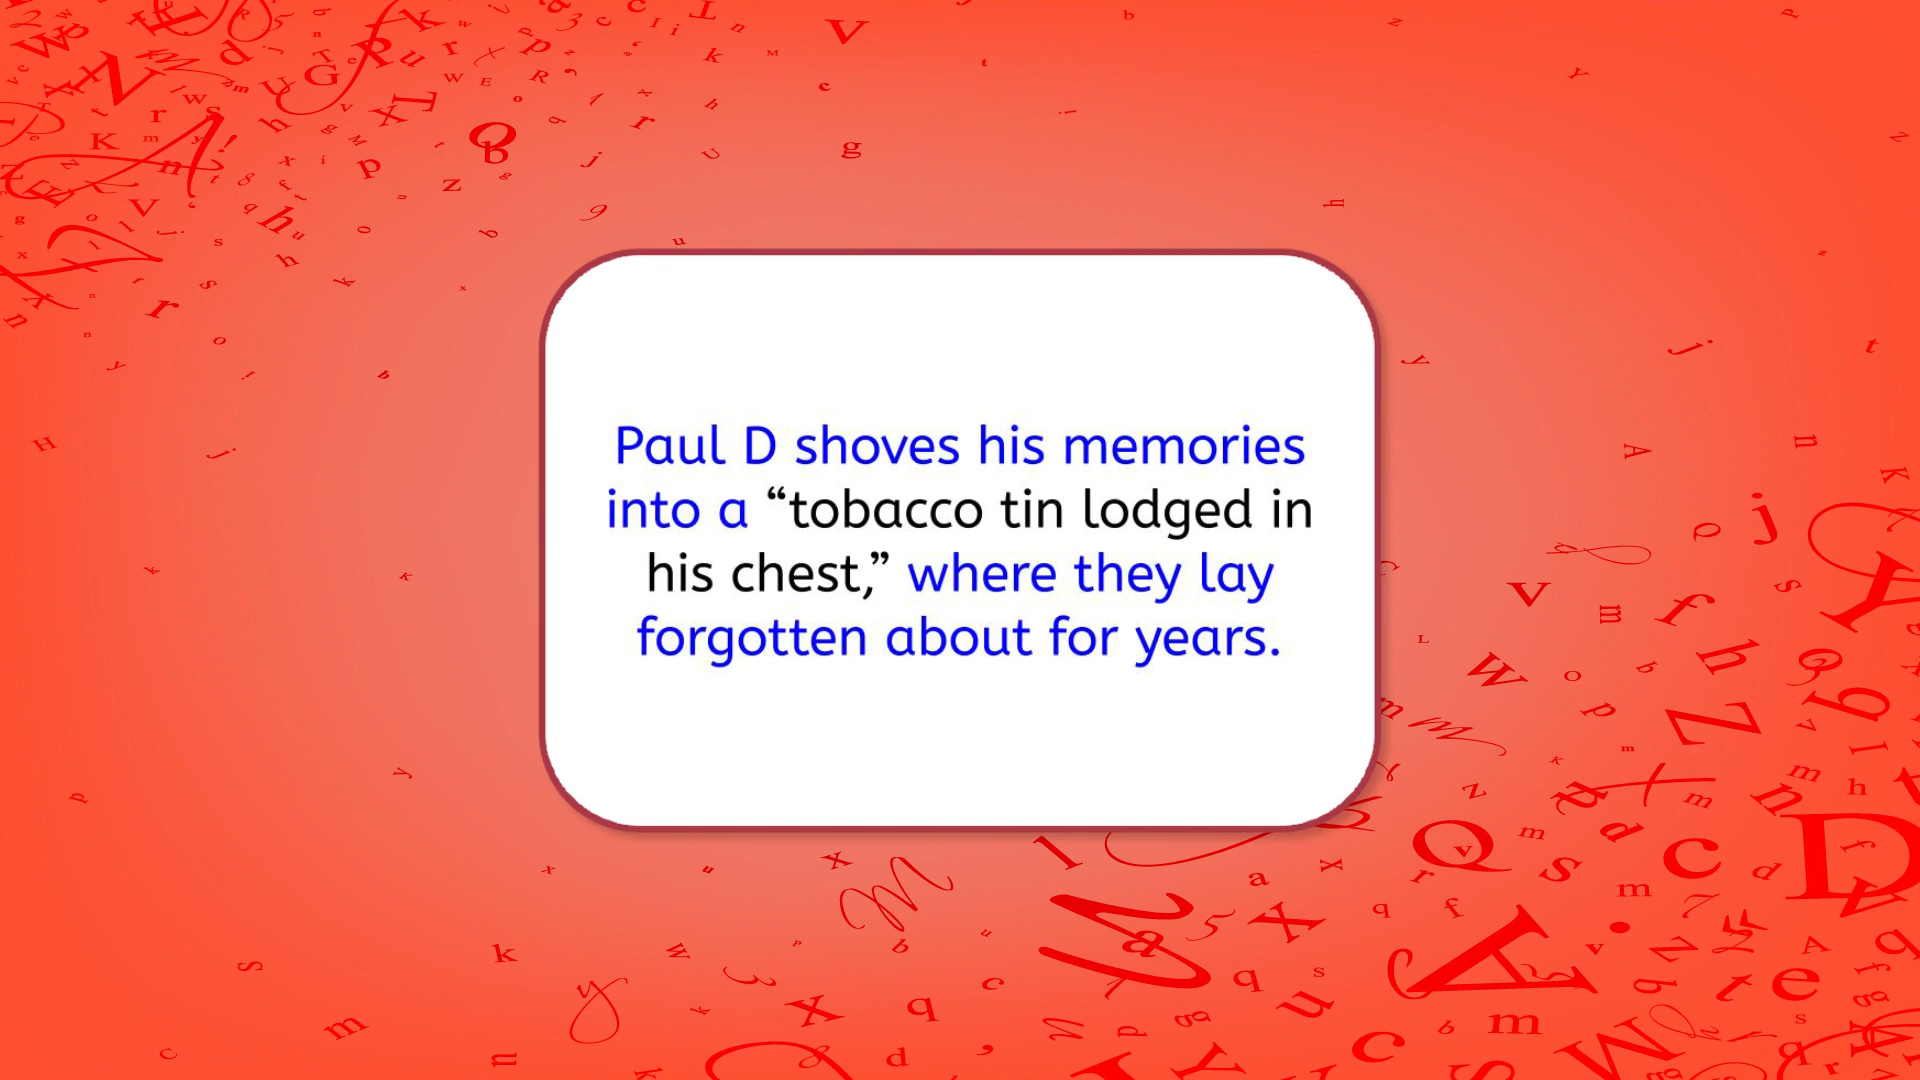 Paul D shoves his memories
into a “tobacco tin lodged in
his chest,” where they lay
forgotten about for years.